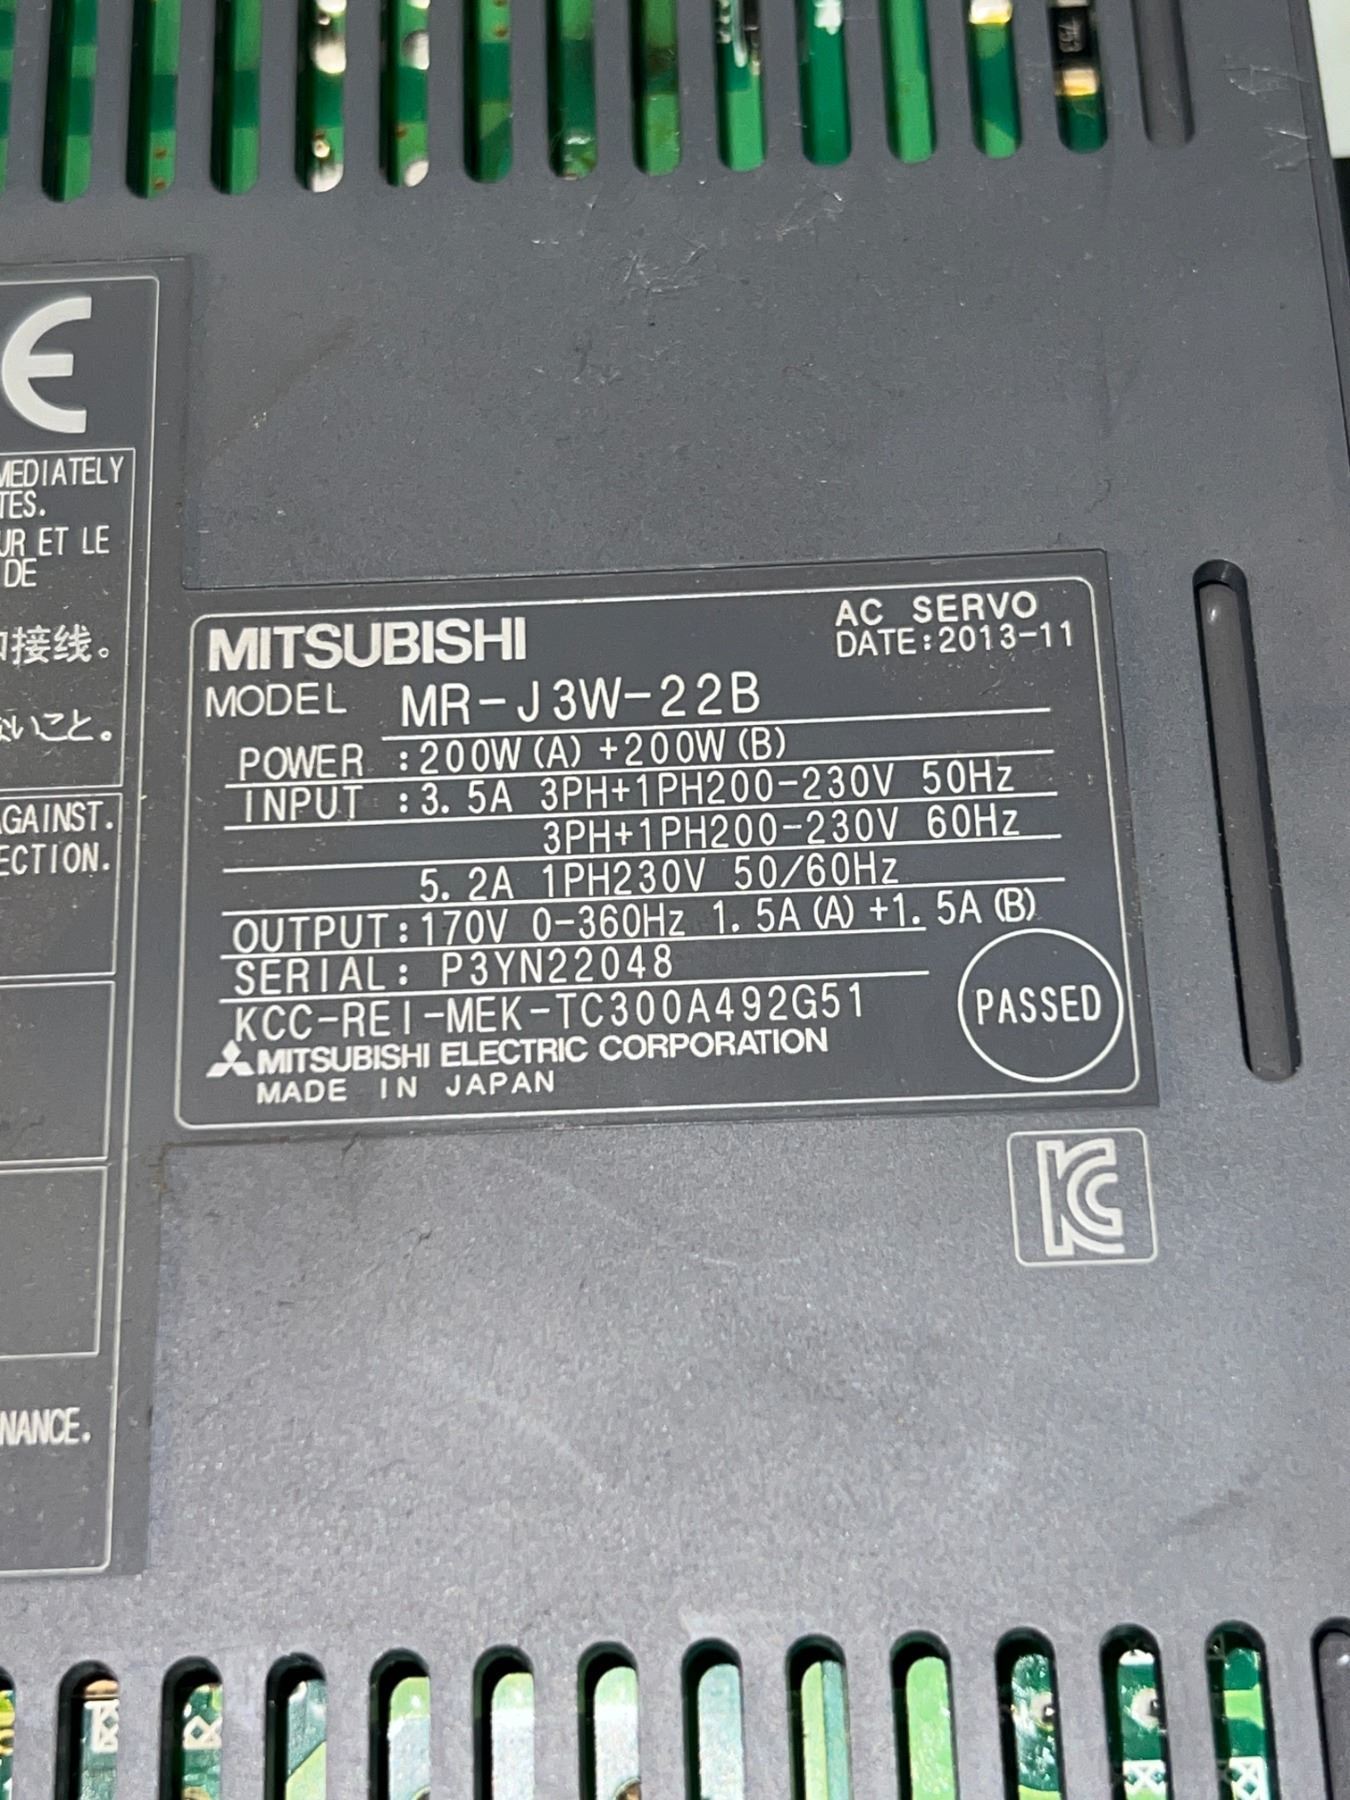 CE
MEDIATELY
TES.
UR ET LE
DE
接线。
ないこと。
AGAINST.
ECTION.
NANCE.
MITSUBISHI
AC SERVO
DATE:2013-11
MODEL MR-J3W-22B
POWER :200W(A)+200W(B)
INPUT :3.5A 3PH+1PH200-230V 50Hz
3PH+1PH200-230V 60Hz
5.2A 1PH230V 50/60Hz
OUTPUT:170V 0-360Hz 1.5A(A)+1.5A(B)
SERIAL: P3YN22048
KCC-REI-MEK-TC300A492G51
MITSUBISHI ELECTRIC CORPORATION
MADE IN JAPAN
PASSED
KC